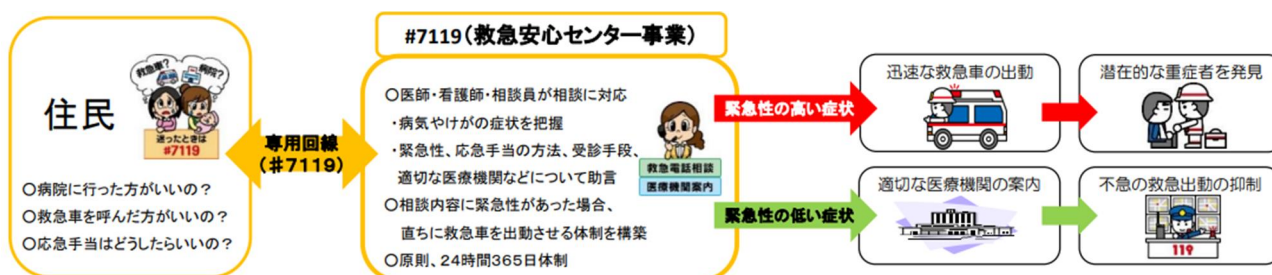 救急車?
病院?
迷ったときは
#7119
住民
○病院に行った方がいいの?
○救急車を呼んだ方がいいの?
○応急手当はどうしたらいいの?
専用回線
(#7119)
#7119(救急安心センター事業)
○医師・看護師・相談員が相談に対応
・病気やけがの症状を把握
・緊急性、応急手当の方法、受診手段、
適切な医療機関などについて助言
○相談内容に緊急性があった場合、
直ちに救急車を出動させる体制を構築
○原則、24時間365日体制
救急電話相談
医療機関案内
緊急性の高い症状
迅速な救急車の出動
潜在的な重症者を発見
緊急性の低い症状
適切な医療機関の案内
不急の救急出動の抑制
119